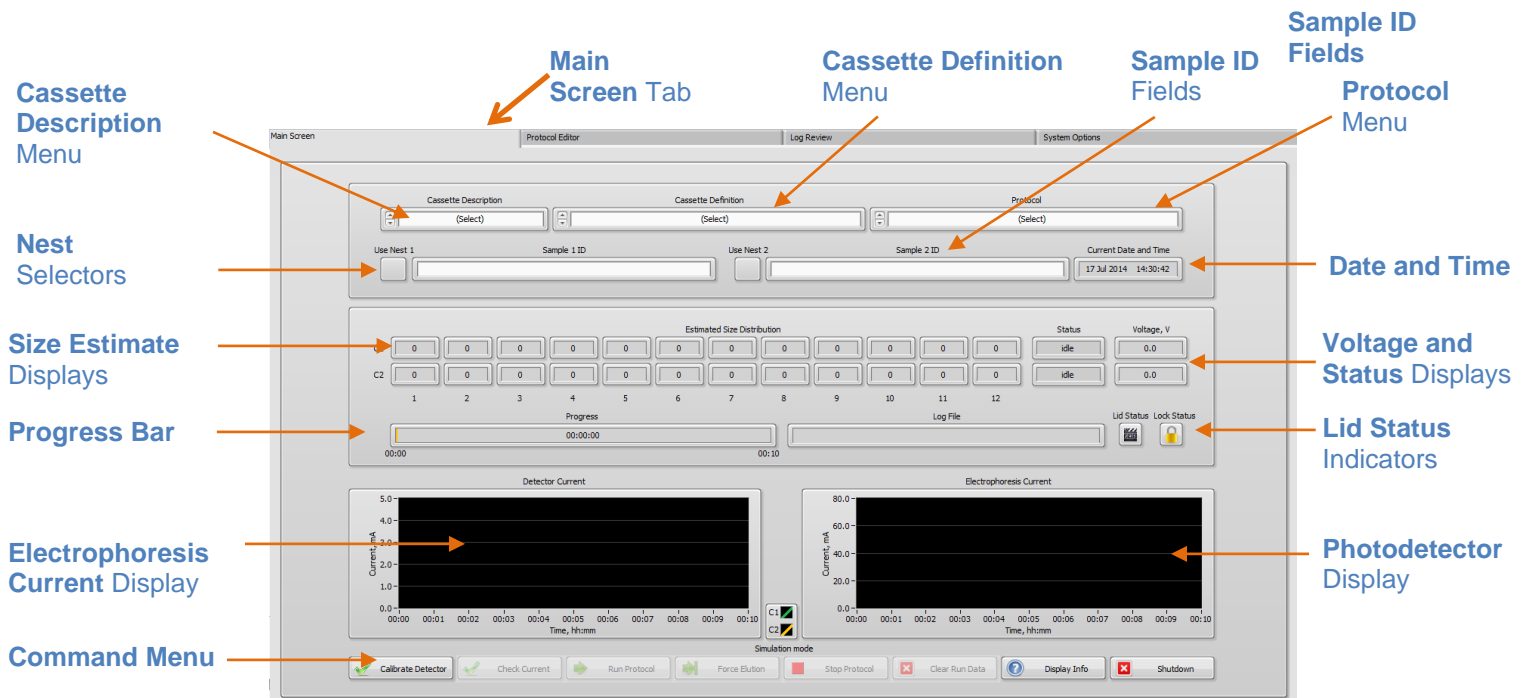 Sample ID
Fields
Main
Screen Tab
Cassette Definition
Menu
Sample ID
Fields
Cassette
Description
Menu
Protocol
Menu
Main Screen
Protocol Editor
Log Review
System Options
Cassette Description
Cassette Definition
Protocol
(Select)
(Select)
(Select)
Nest
Selectors
Use Nest 1
Sample 1 ID
Use Nest 2
Sample 2 ID
Current Date and Time
17 Jul 2014 14:30:42
Date and Time
Size Estimate
Displays
Estimated Size Distribution
Status
Voltage, V
0 0 0 0 0 0 0 0 0 0 0 0 idle 0.0
C2 0 0 0 0 0 0 0 0 0 0 0 0 idle 0.0
1 2 3 4 5 6 7 8 9 10 11 12
Voltage and
Status Displays
Progress Bar
Progress
Log File
Lid Status Lock Status
00:00:00
00:00 00:10
Lid Status
Indicators
Detector Current
5.0
4.0
3.0
2.0
1.0
0.0
Current, mA
00:00 00:01 00:02 00:03 00:04 00:05 00:06 00:07 00:08 00:09 00:10
Time, hh:mm
C1
C2
Electrophoresis Current
80.0
60.0
40.0
20.0
0.0
Current, mA
00:00 00:01 00:02 00:03 00:04 00:05 00:06 00:07 00:08 00:09 00:10
Time, hh:mm
Electrophoresis
Current Display
Photodetector
Display
Simulation mode
Command Menu
Calibrate Detector
Check Current
Run Protocol
Force Elution
Stop Protocol
Clear Run Data
Display Info
Shutdown